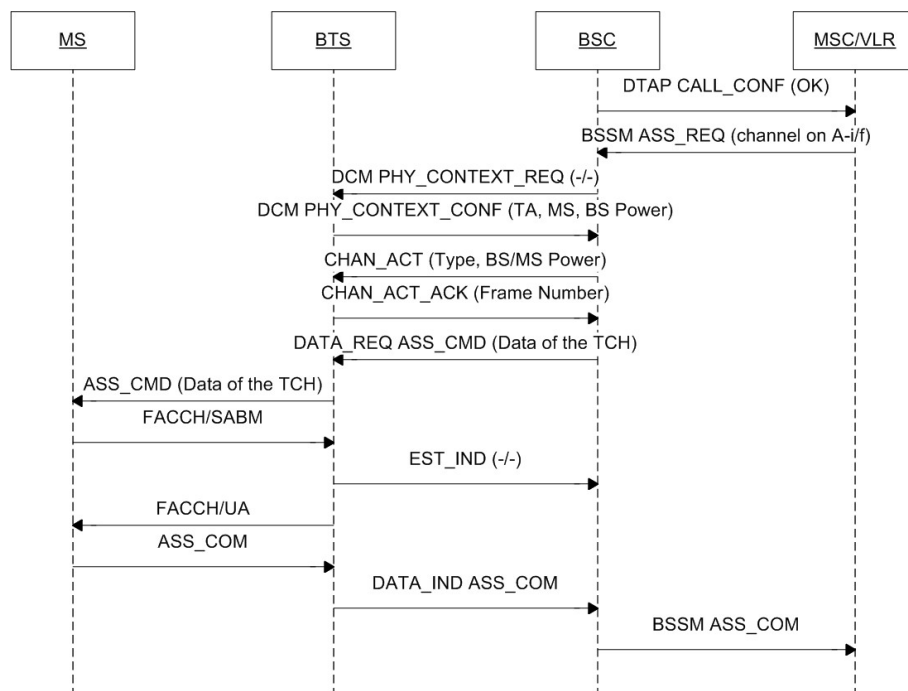 MS
BTS
BSC
MSC/VLR
DTAP CALL_CONF (OK)
BSSM ASS_REQ (channel on A-i/f)
DCM PHY_CONTEXT_REQ (-/-)
DCM PHY_CONTEXT_CONF (TA, MS, BS Power)
CHAN_ACT (Type, BS/MS Power)
CHAN_ACT_ACK (Frame Number)
DATA_REQ ASS_CMD (Data of the TCH)
ASS_CMD (Data of the TCH)
FACCH/SABM
EST_IND (-/-)
FACCH/UA
ASS_COM
DATA_IND ASS_COM
BSSM ASS_COM